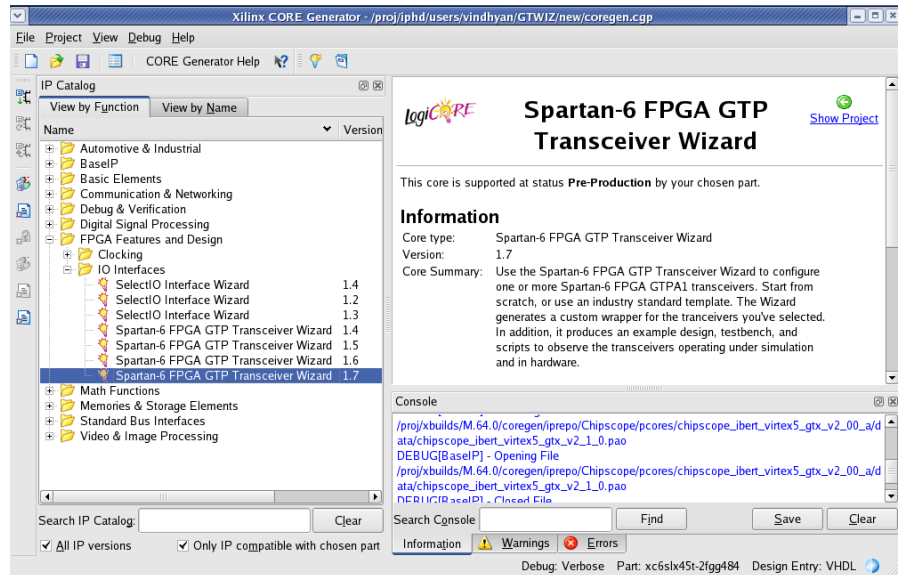 Xilinx CORE Generator - /proj/iphd/users/vindhyan/GTWIZ/new/coregen.cgp
File Project View Debug Help
CORE Generator Help
IP Catalog
View by Function View by Name
Name Version
Automotive & Industrial
BaseIP
Basic Elements
Communication & Networking
Debug & Verification
Digital Signal Processing
FPGA Features and Design
Clocking
IO Interfaces
SelectIO Interface Wizard 1.4
SelectIO Interface Wizard 1.2
SelectIO Interface Wizard 1.3
Spartan-6 FPGA GTP Transceiver Wizard 1.4
Spartan-6 FPGA GTP Transceiver Wizard 1.5
Spartan-6 FPGA GTP Transceiver Wizard 1.6
Spartan-6 FPGA GTP Transceiver Wizard 1.7
Math Functions
Memories & Storage Elements
Standard Bus Interfaces
Video & Image Processing
Search IP Catalog: Clear
All IP versions Only IP compatible with chosen part
logiCORE
Spartan-6 FPGA GTP
Transceiver Wizard
Show Project
This core is supported at status Pre-Production by your chosen part.
Information
Core type: Spartan-6 FPGA GTP Transceiver Wizard
Version: 1.7
Core Summary: Use the Spartan-6 FPGA GTP Transceiver Wizard to configure
one or more Spartan-6 FPGA GTPA1 transceivers. Start from
scratch, or use an industry standard template. The Wizard
generates a custom wrapper for the tranceivers you've selected.
In addition, it produces an example design, testbench, and
scripts to observe the transceivers operating under simulation
and in hardware.
Console
/proj/xbuilds/M.64.0/coregen/iprepo/Chipscope/pcores/chipscope_ibert_virtex5_gtx_v2_00_a/d
ata/chipscope_ibert_virtex5_gtx_v2_1_0.pao
DEBUG[BaseIP] - Opening File
/proj/xbuilds/M.64.0/coregen/iprepo/Chipscope/pcores/chipscope_ibert_virtex5_gtx_v2_00_a/d
ata/chipscope_ibert_virtex5_gtx_v2_1_0.pao
DEBUG[BaseIP] - Closed File
Search Console Find Save Clear
Information Warnings Errors
Debug: Verbose Part: xc6slx45t-2fgg484 Design Entry: VHDL